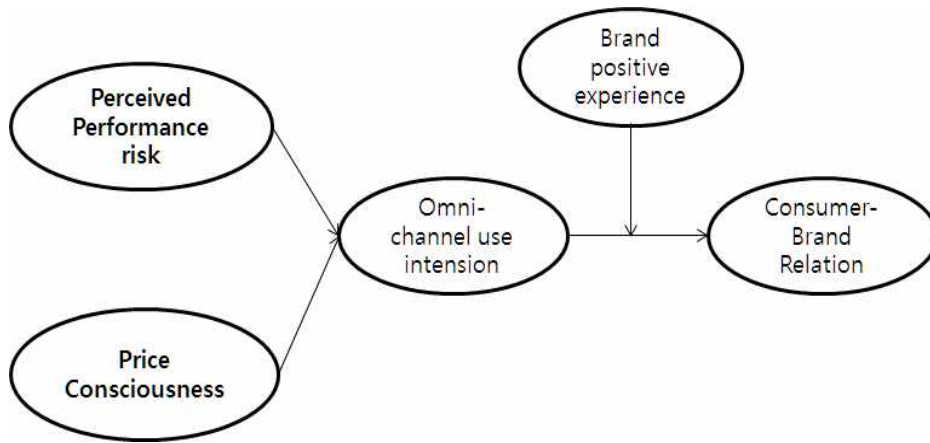 Brand
positive
experience
Perceived
Performance
risk
Omni-
channel use
intension
Consumer-
Brand
Relation
Price
Consciousness